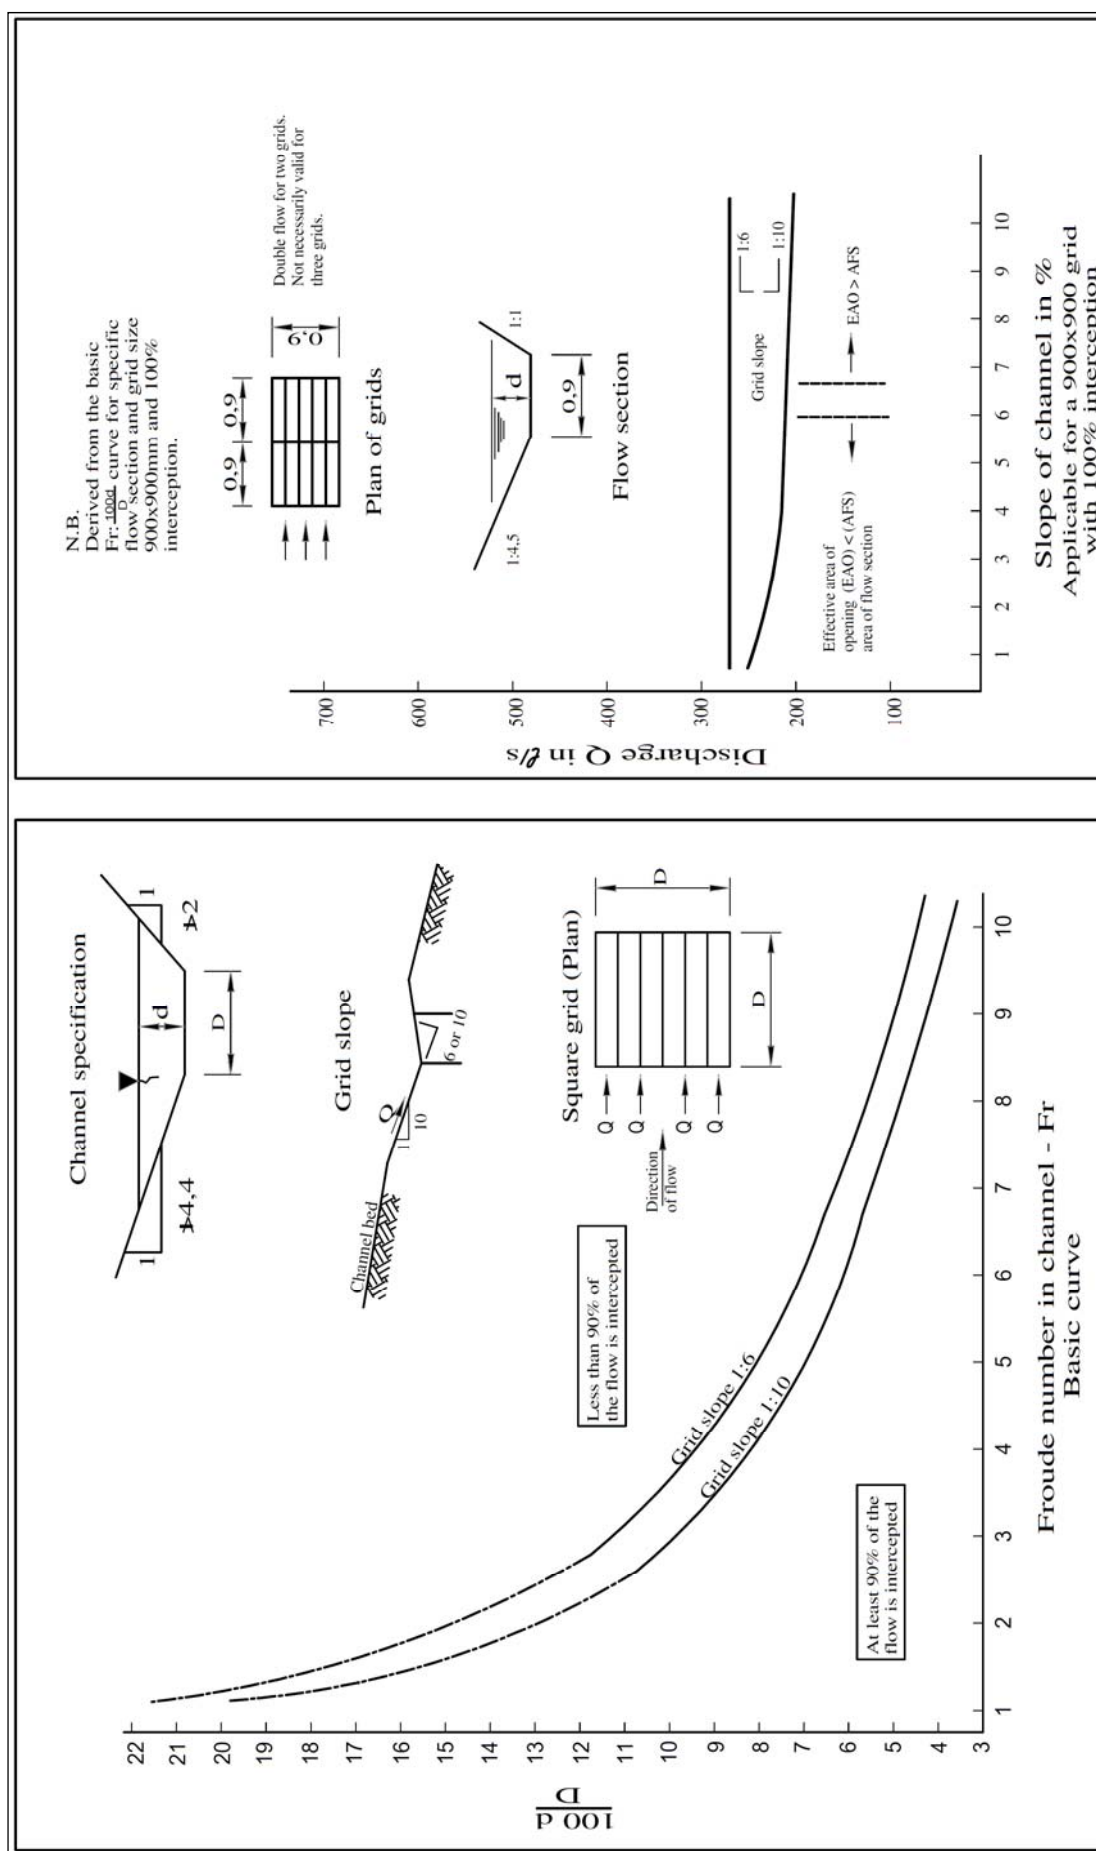 Channel specification
1
1
d
D
≯4,4
≯2
Grid slope
Channel bed
Q
1
10
6 or 10
Square grid (Plan)
Q
Q
Q
Q
Direction
of flow
D
D
Less than 90% of
the flow is intercepted
Grid slope 1:6
Grid slope 1:10
At least 90% of the
flow is intercepted
100 d
D
22
21
20
19
18
17
16
15
14
13
12
11
10
9
8
7
6
5
4
3
1
2
3
4
5
6
7
8
9
10
Froude number in channel - Fr
Basic curve
N.B.
Derived from the basic
Fr: 100d/D curve for specific
flow section and grid size
900x900mm and 100%
interception.
0,9
0,9
0,9
Plan of grids
Double flow for two grids.
Not necessarily valid for
three grids.
1:4,5
d
1:1
0,9
Flow section
Discharge Q in ℓ/s
700
600
500
400
300
200
100
Grid slope
1:6
1:10
Effective area of
opening (EAO) < (AFS)
area of flow section
EAO > AFS
1
2
3
4
5
6
7
8
9
10
Slope of channel in %
Applicable for a 900x900 grid
with 100% interception